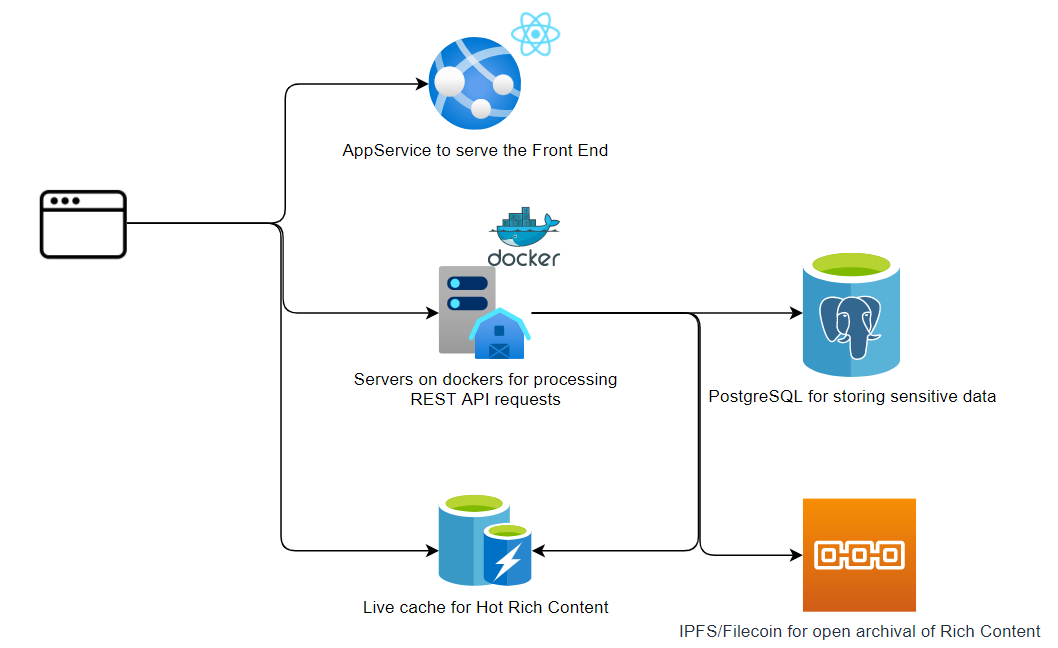 AppService to serve the Front End
docker
Servers on dockers for processing
REST API requests
PostgreSQL for storing sensitive data
Live cache for Hot Rich Content
IPFS/Filecoin for open archival of Rich Content